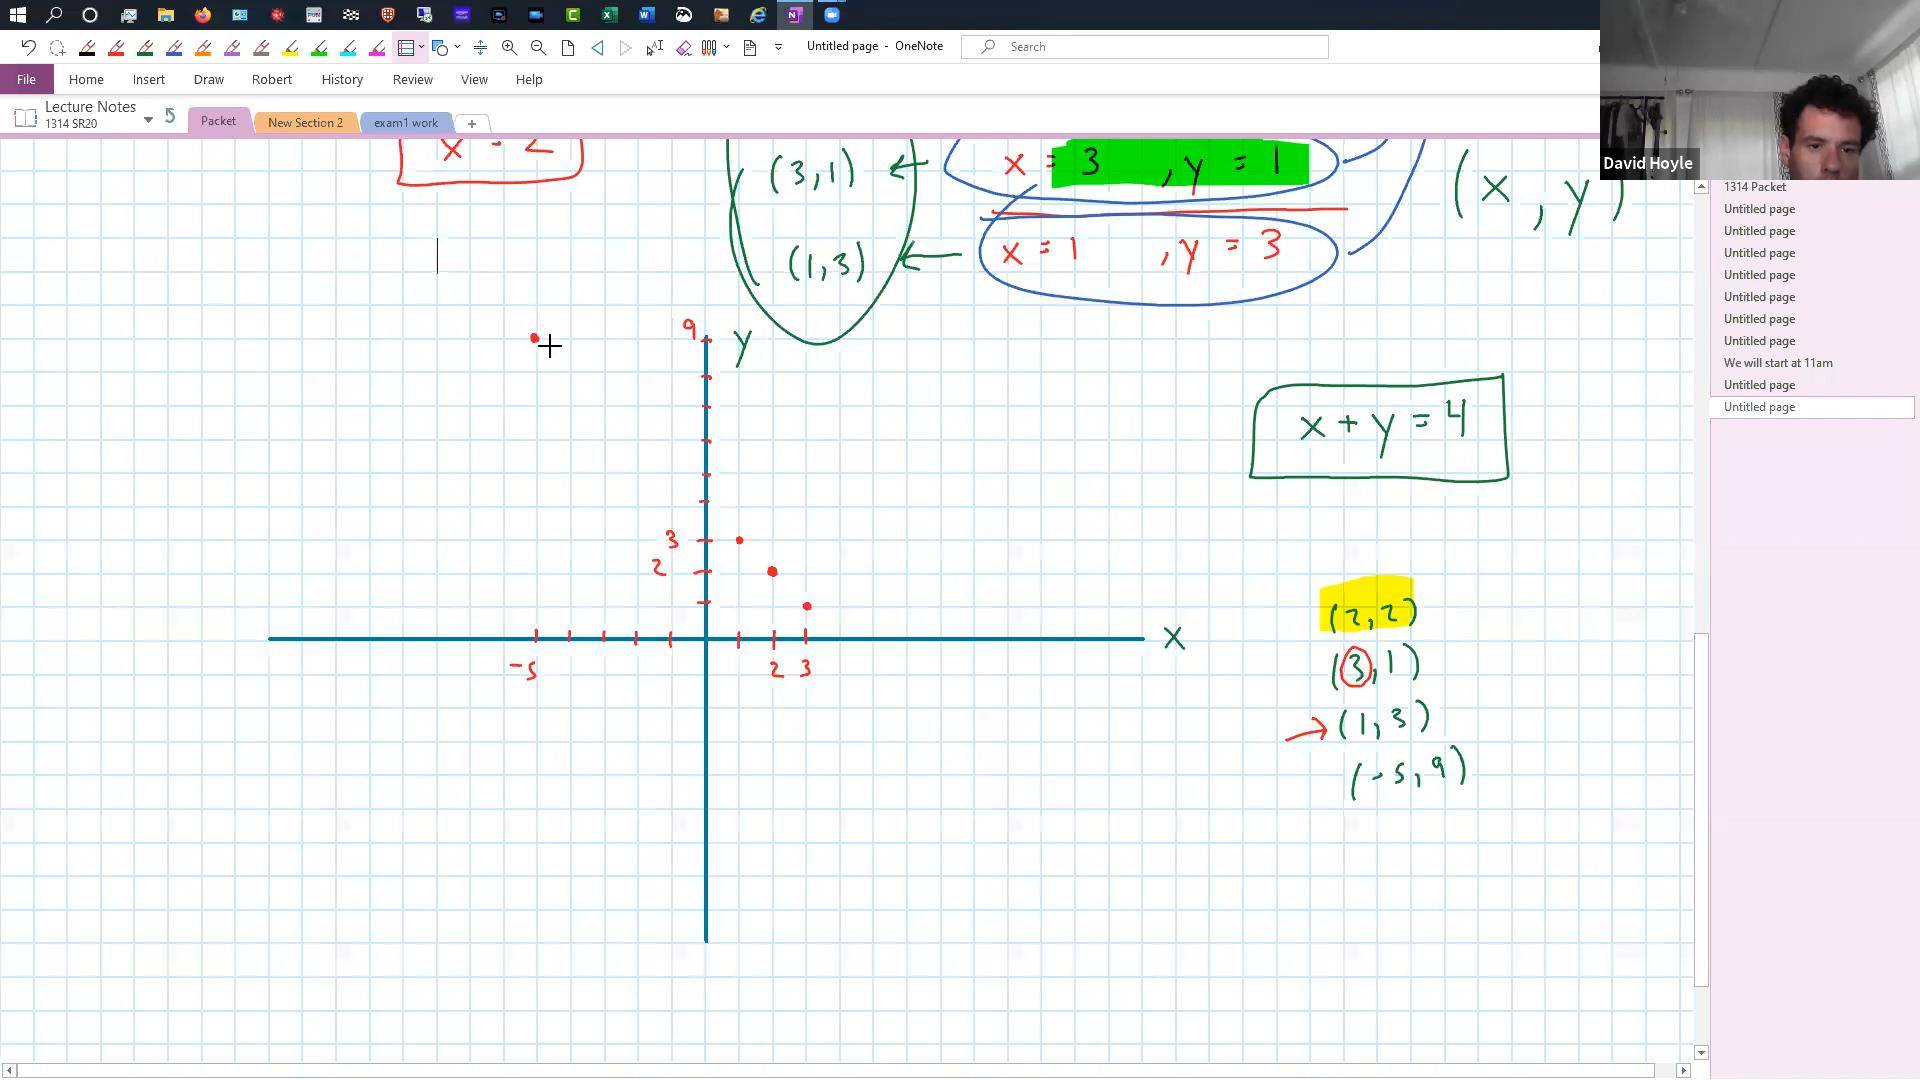 Untitled page - OneNote
Search
File Home Insert Draw Robert History Review View Help
Lecture Notes
1314 SR20
Packet
New Section 2
exam1 work
David Hoyle
1314 Packet
Untitled page
Untitled page
Untitled page
Untitled page
Untitled page
Untitled page
Untitled page
We will start at 11am
Untitled page
Untitled page
x = 2
(3,1) ← x = 3 , y = 1
(x, y)
(1,3) ← x = 1 , y = 3
9 y
x + y = 4
3
2
x
-5 2 3
(2,2)
(3,1)
→ (1,3)
(-5,9)